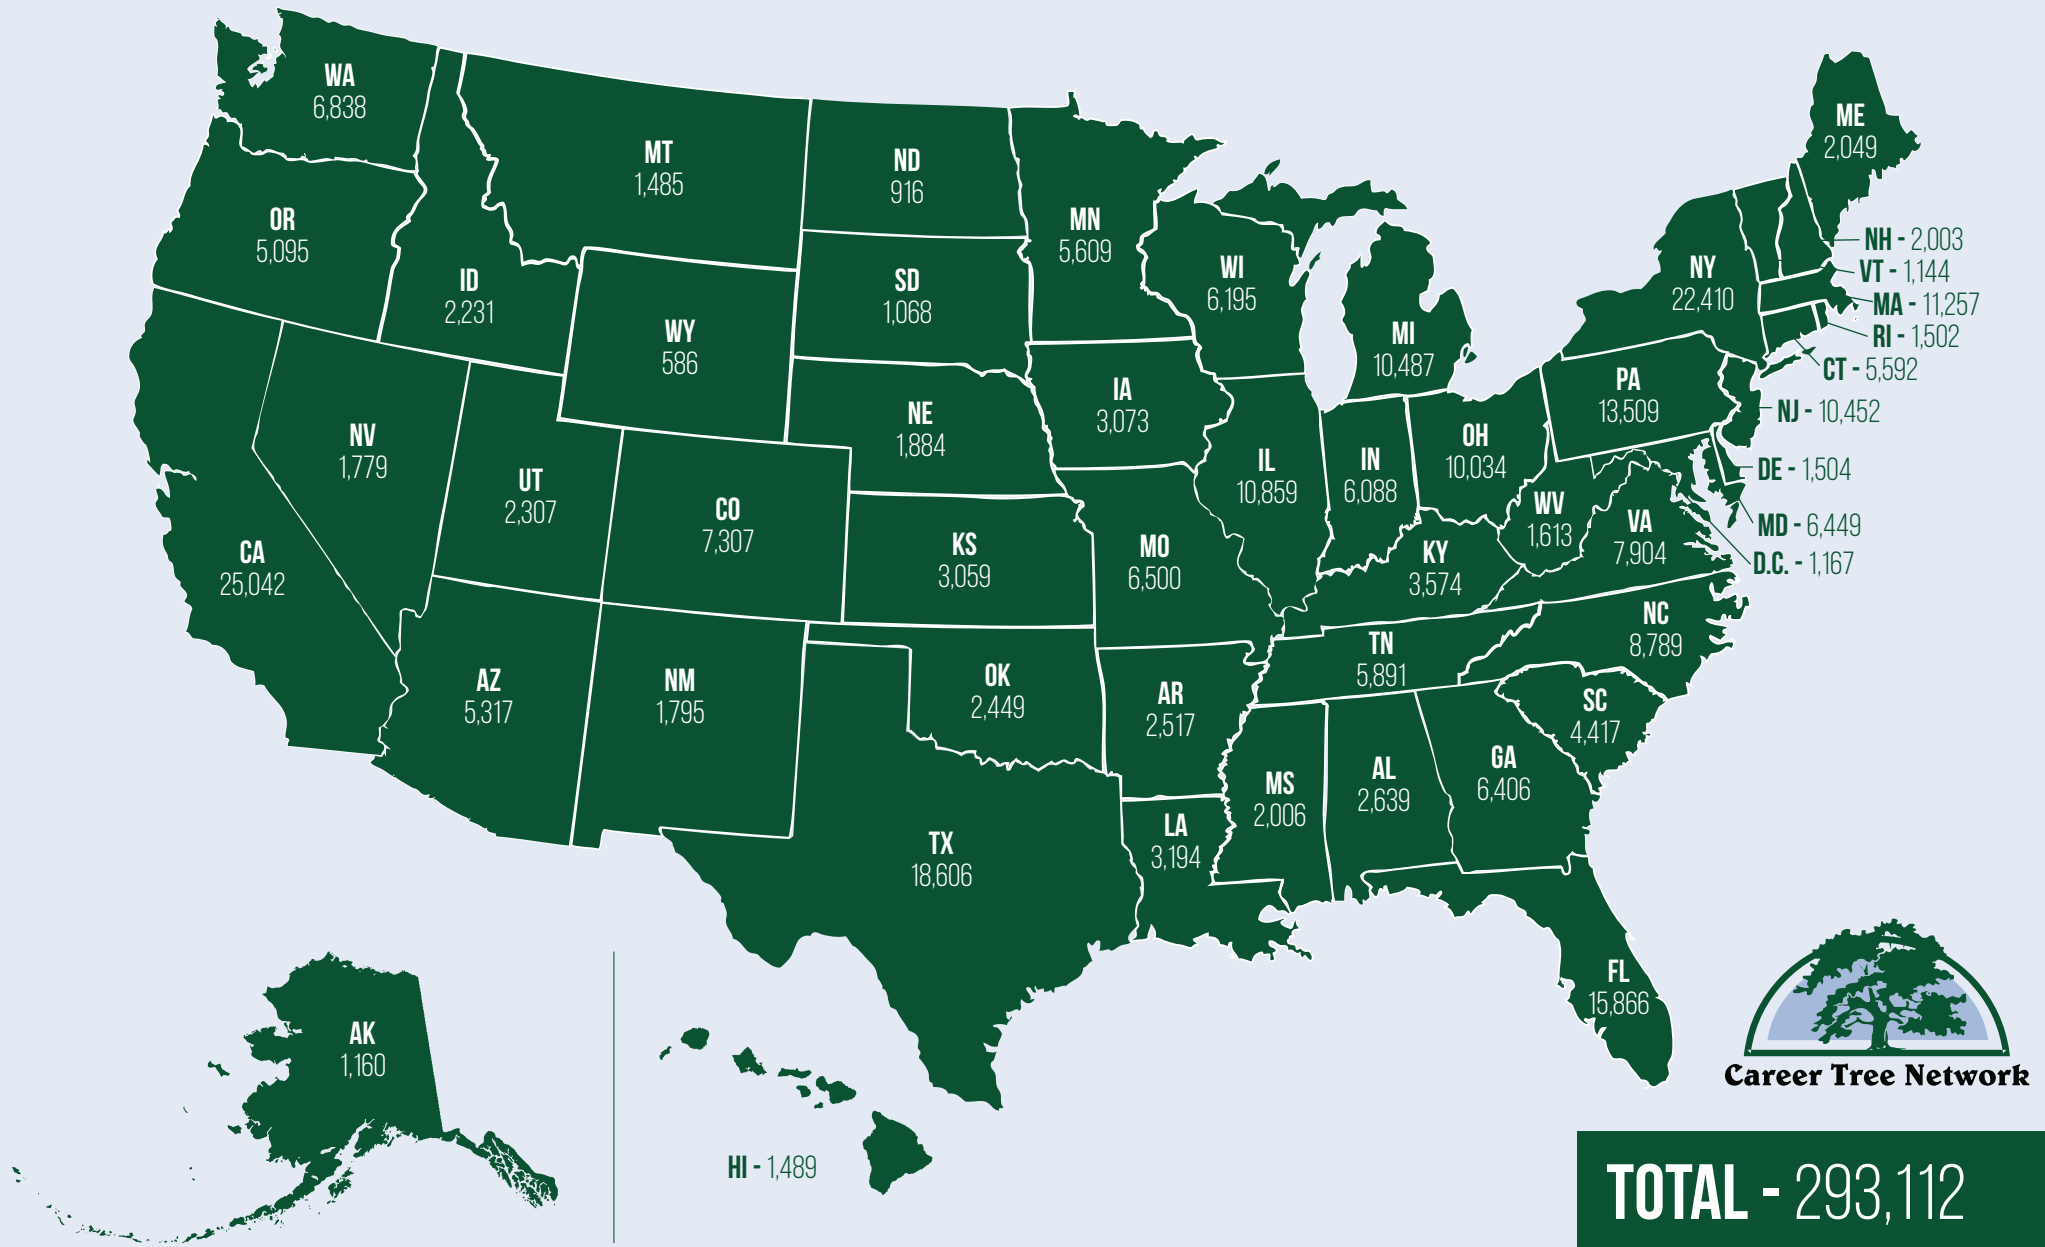 WA
6,838
MT
1,485
ND
916
ME
2,049
OR
5,095
ID
2,231
MN
5,609
WI
6,195
SD
1,068
WY
586
NY
22,410
NH - 2,003
VT - 1,144
MA - 11,257
RI - 1,502
CT - 5,592
MI
10,487
PA
13,509
NJ - 10,452
IA
3,073
NE
1,884
NV
1,779
UT
2,307
CO
7,307
IL
10,859
IN
6,088
OH
10,034
DE - 1,504
MD - 6,449
D.C. - 1,167
WV
1,613
VA
7,904
CA
25,042
KS
3,059
MO
6,500
KY
3,574
NC
8,789
TN
5,891
AZ
5,317
NM
1,795
OK
2,449
AR
2,517
SC
4,417
MS
2,006
AL
2,639
GA
6,406
LA
3,194
TX
18,606
FL
15,866
AK
1,160
HI - 1,489
Career Tree Network
TOTAL - 293,112